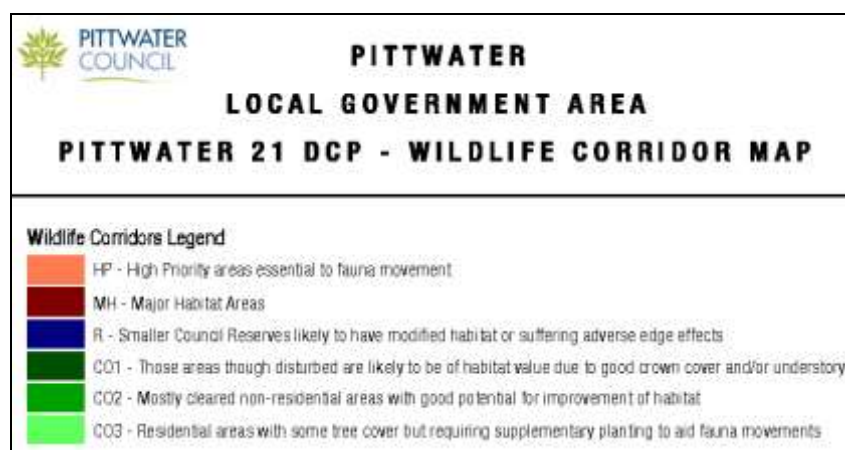 PITTWATER
COUNCIL
PITTWATER
LOCAL GOVERNMENT AREA
PITTWATER 21 DCP - WILDLIFE CORRIDOR MAP
Wildlife Corridors Legend
HP - High Priority areas essential to fauna movement
MH - Major Habitat Areas
R - Smaller Council Reserves likely to have modified habitat or suffering adverse edge effects
CO1 - Those areas though disturbed are likely to be of habitat value due to good crown cover and/or understory
CO2 - Mostly cleared non-residential areas with good potential for improvement of habitat
CO3 - Residential areas with some tree cover but requiring supplementary planting to aid fauna movements